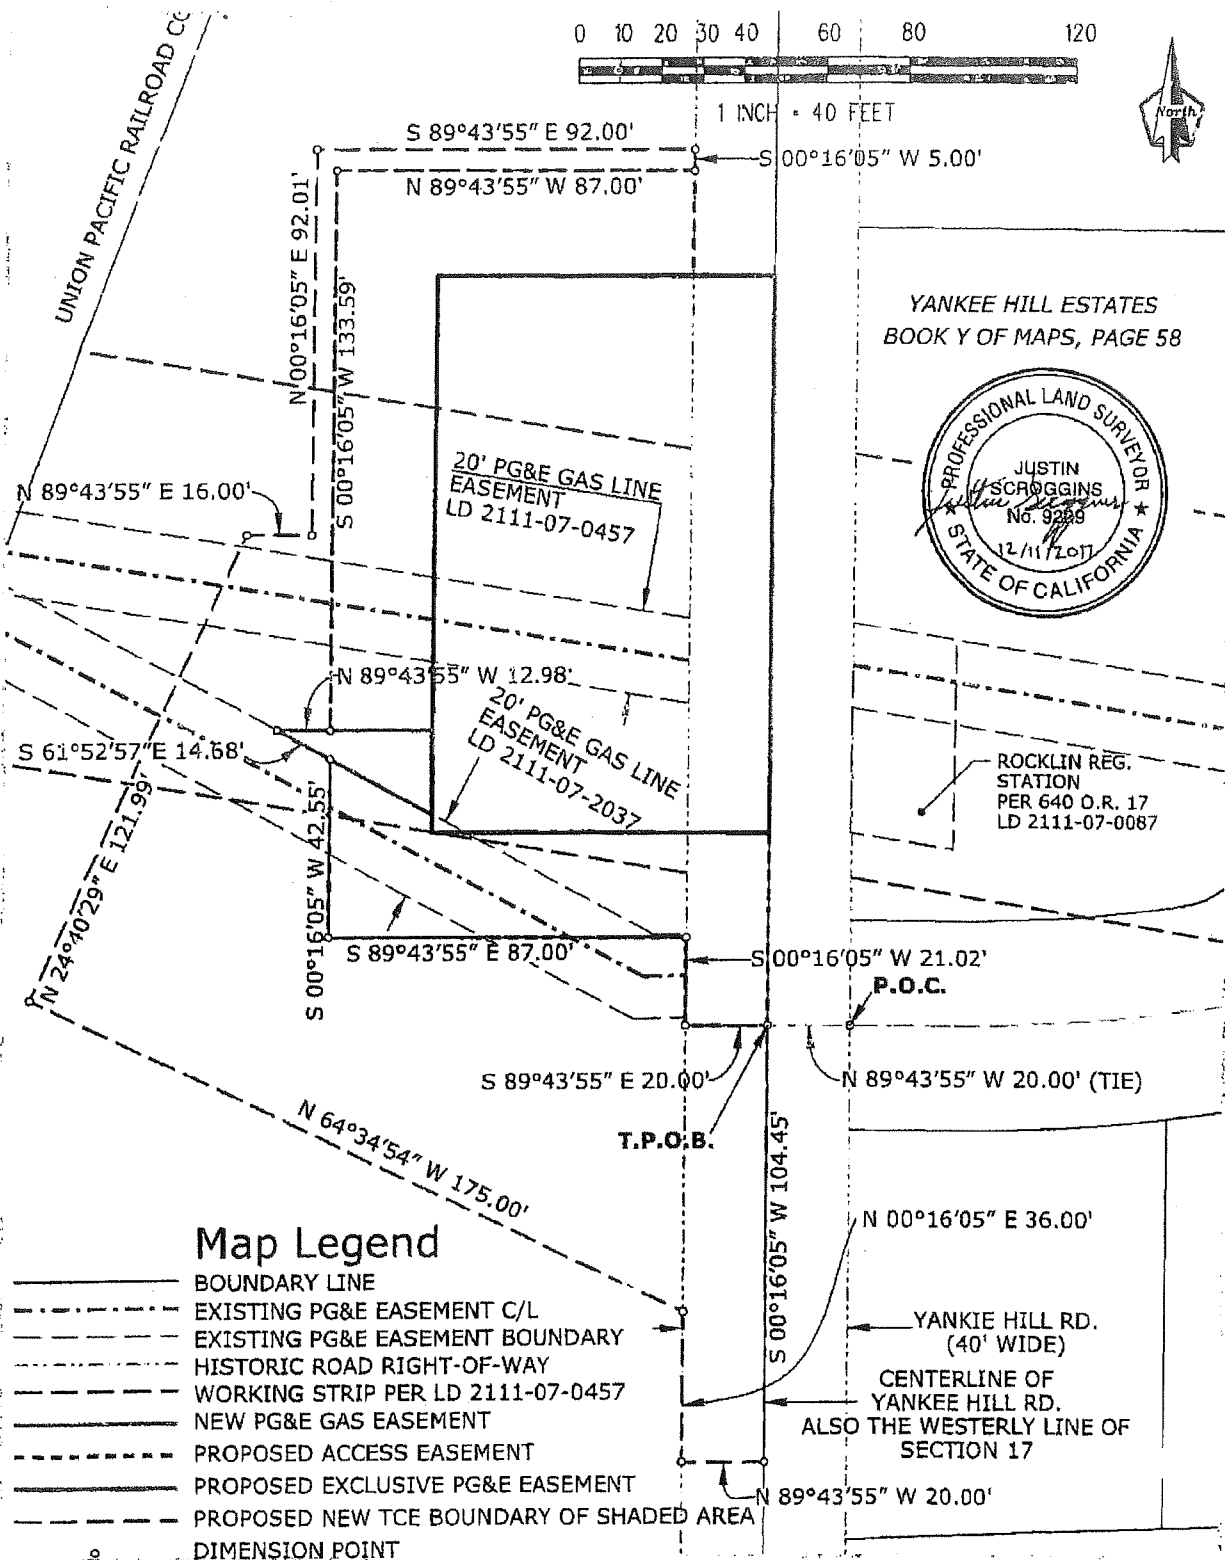 0 10 20 30 40 60 80 120
1 INCH = 40 FEET
North
UNION PACIFIC RAILROAD
S 89°43'55" E 92.00'
S 00°16'05" W 5.00'
N 89°43'55" W 87.00'
N 00°16'05" E 92.01'
S 00°16'05" W 133.59'
YANKEE HILL ESTATES
BOOK Y OF MAPS, PAGE 58
PROFESSIONAL LAND SURVEYOR
JUSTIN
SCROGGINS
No. 9229
12/11/2017
STATE OF CALIFORNIA
20' PG&E GAS LINE
EASEMENT
LD 2111-07-0457
N 89°43'55" E 16.00'
N 89°43'55" W 12.98'
20' PG&E GAS LINE
EASEMENT
LD 2111-07-2037
S 61°52'57"E 14.68'
ROCKLIN REG.
STATION
PER 640 O.R. 17
LD 2111-07-0087
N 24°40'29" E 121.99'
S 00°16'05" W 42.55'
S 89°43'55" E 87.00'
S 00°16'05" W 21.02'
P.O.C.
S 89°43'55" E 20.00'
N 89°43'55" W 20.00' (TIE)
T.P.O.B.
N 64°34'54" W 175.00'
S 00°16'05" W 104.45'
N 00°16'05" E 36.00'
YANKIE HILL RD.
(40' WIDE)
CENTERLINE OF
YANKEE HILL RD.
ALSO THE WESTERLY LINE OF
SECTION 17
N 89°43'55" W 20.00'
Map Legend
BOUNDARY LINE
EXISTING PG&E EASEMENT C/L
EXISTING PG&E EASEMENT BOUNDARY
HISTORIC ROAD RIGHT-OF-WAY
WORKING STRIP PER LD 2111-07-0457
NEW PG&E GAS EASEMENT
PROPOSED ACCESS EASEMENT
PROPOSED EXCLUSIVE PG&E EASEMENT
PROPOSED NEW TCE BOUNDARY OF SHADED AREA
DIMENSION POINT